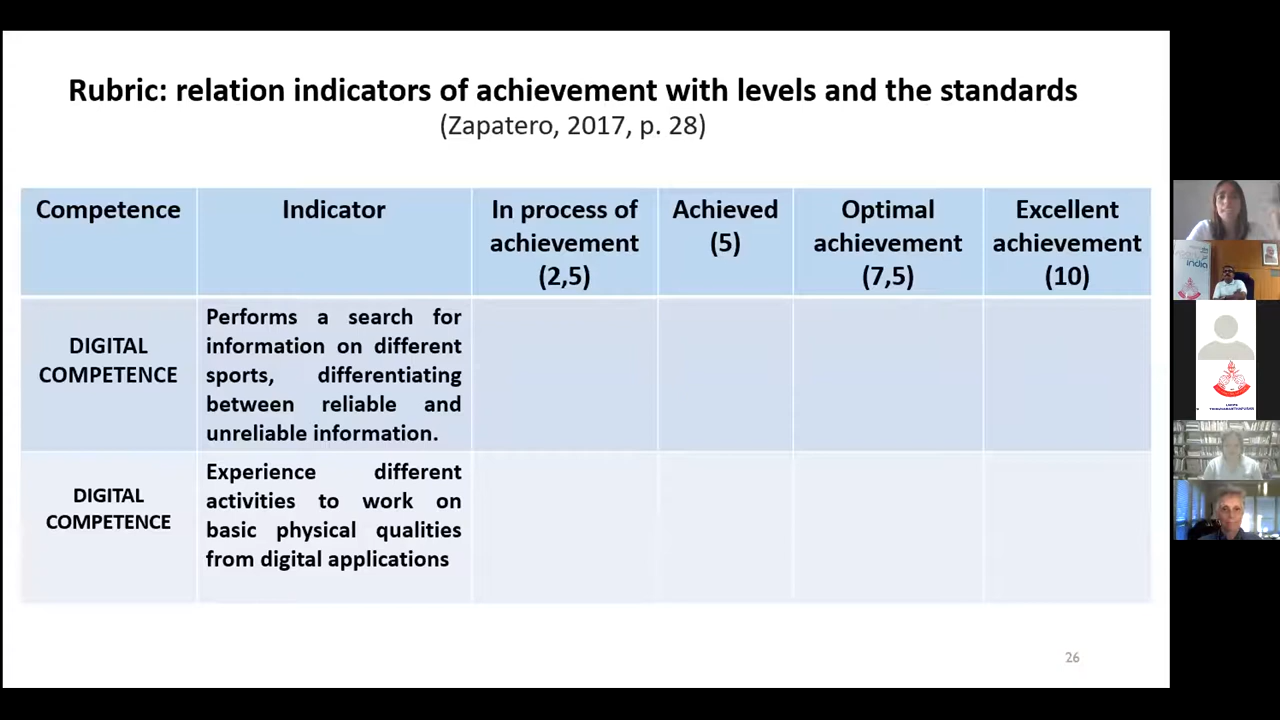 Rubric: relation indicators of achievement with levels and the standards
(Zapatero, 2017, p. 28)
Competence
Indicator
In process of
achievement
(2,5)
Achieved
(5)
Optimal
achievement
(7,5)
Excellent
achievement
(10)
DIGITAL
COMPETENCE
Performs a search for
information on different
sports, differentiating
between reliable and
unreliable information.
DIGITAL
COMPETENCE
Experience different
activities to work on
basic physical qualities
from digital applications
26
india